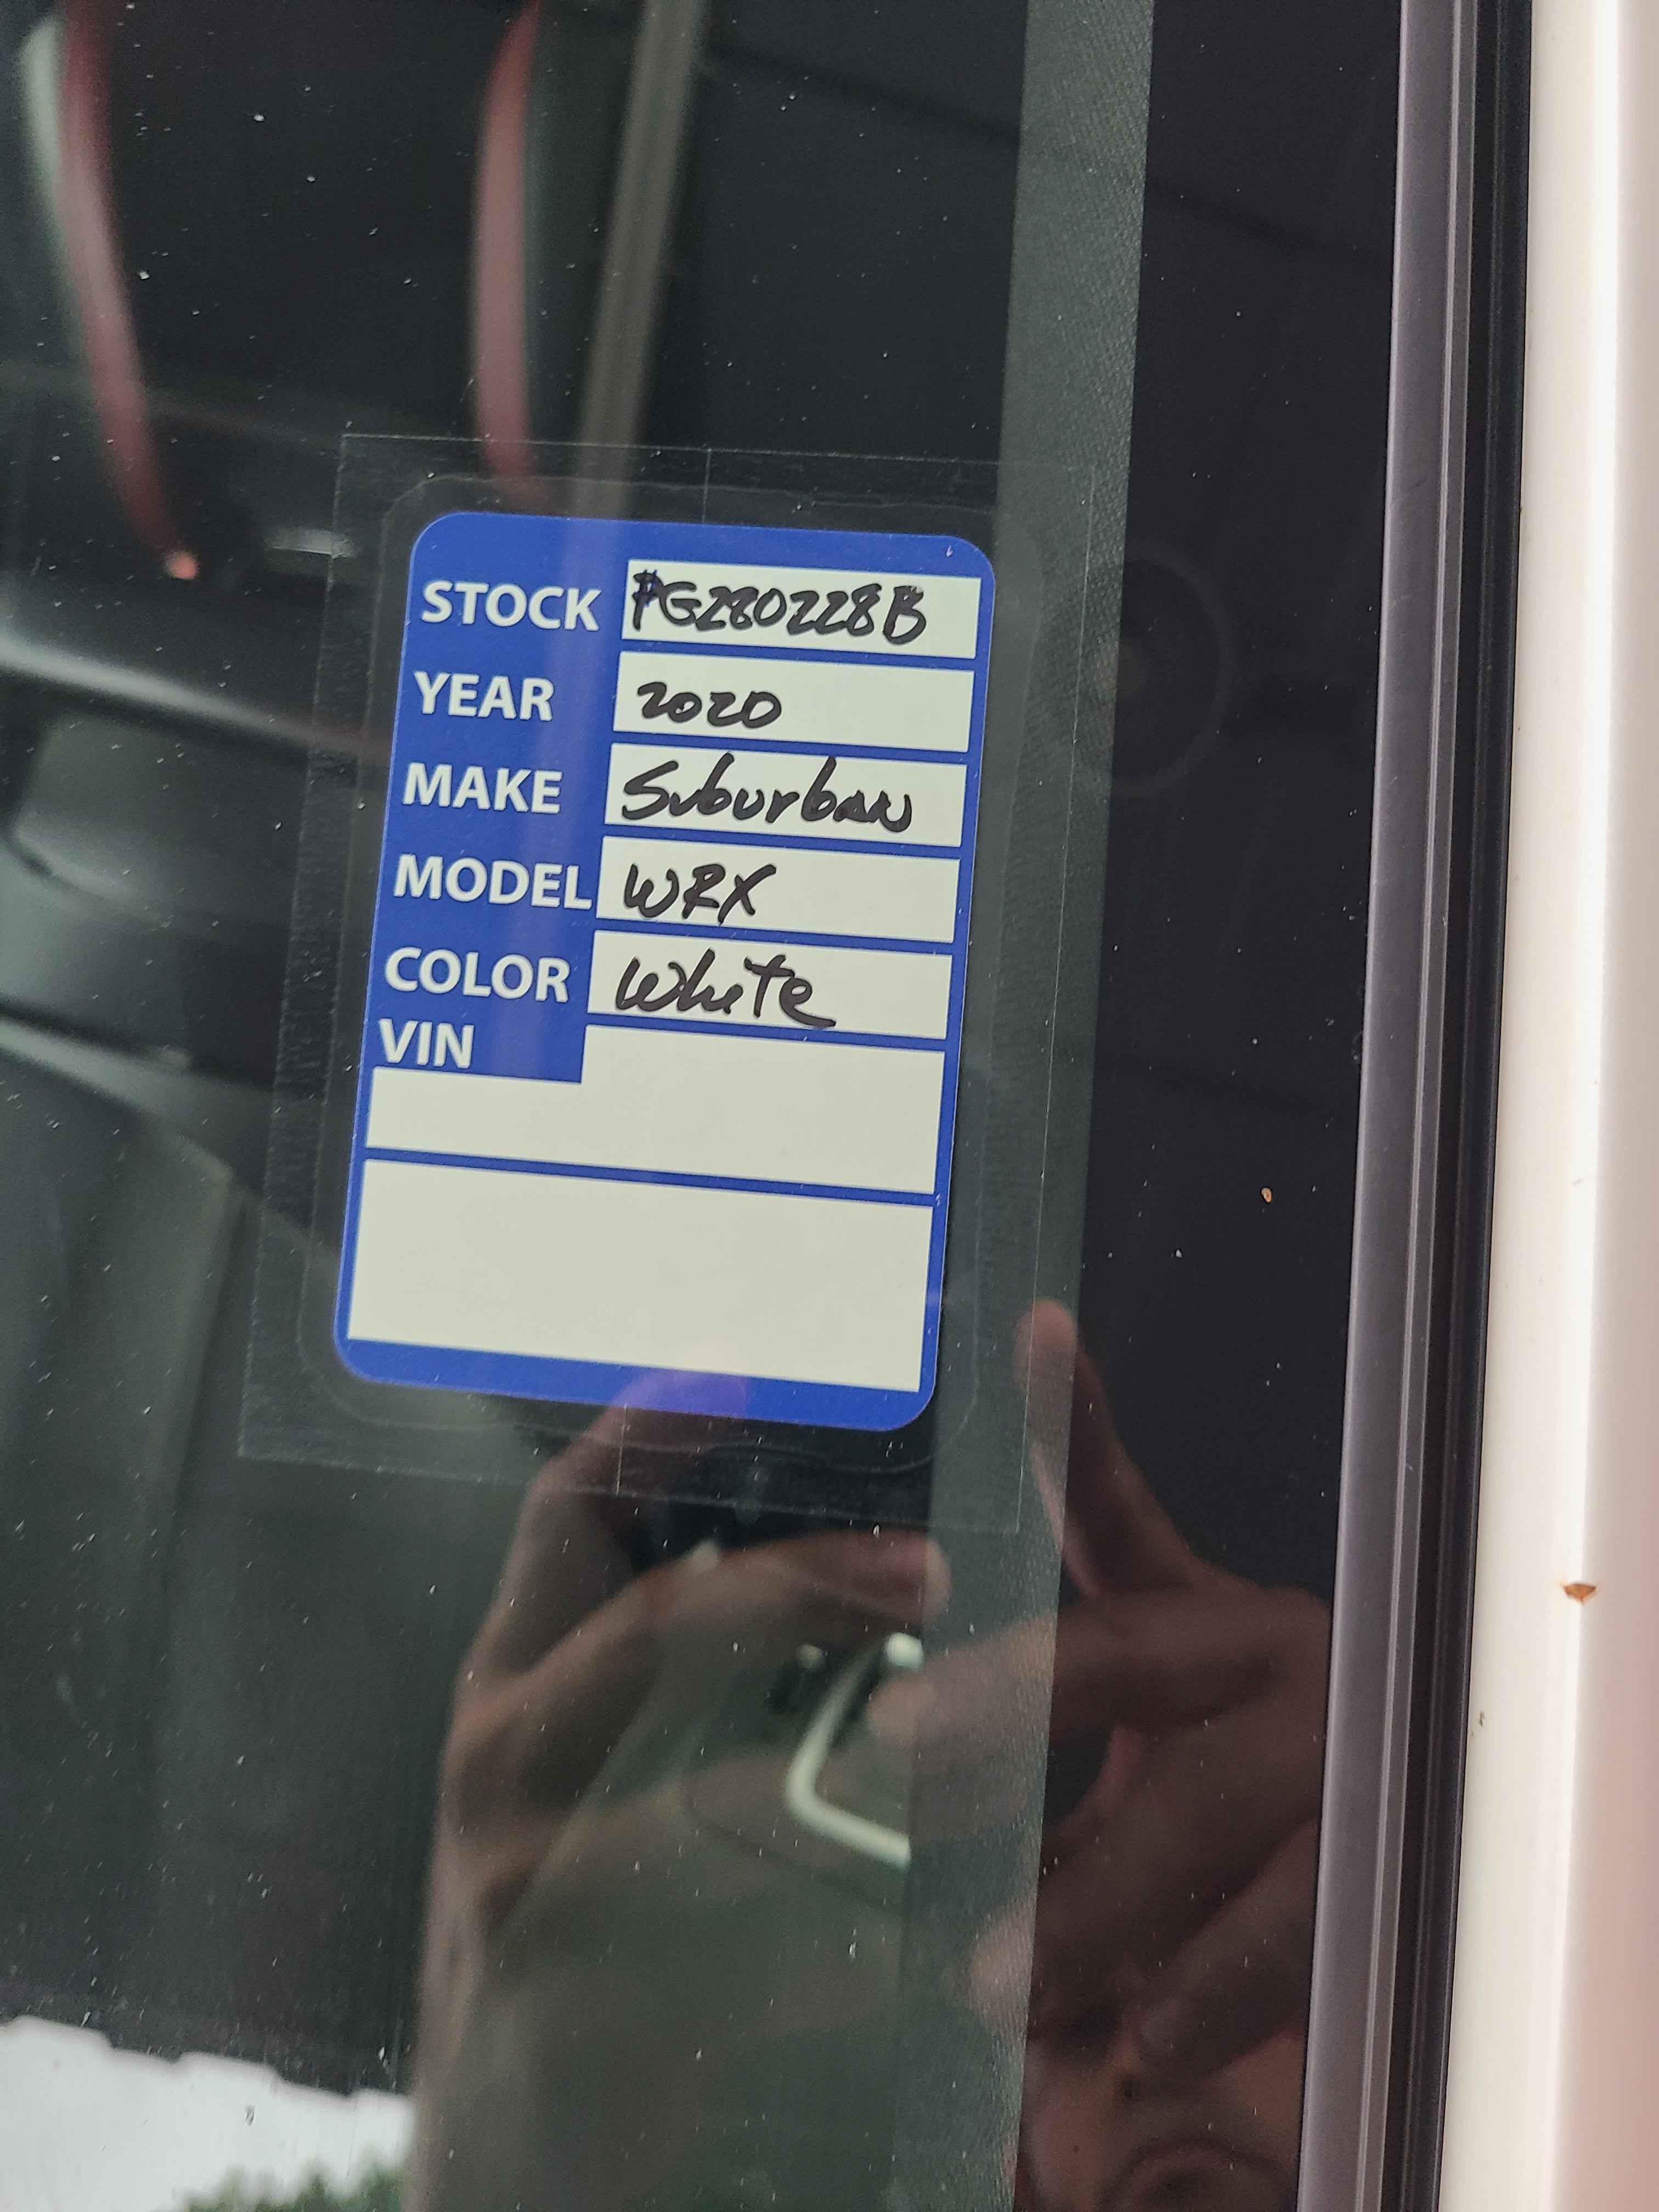 STOCK PG280228B
YEAR 2020
MAKE Suburban
MODEL WRX
COLOR White
VIN